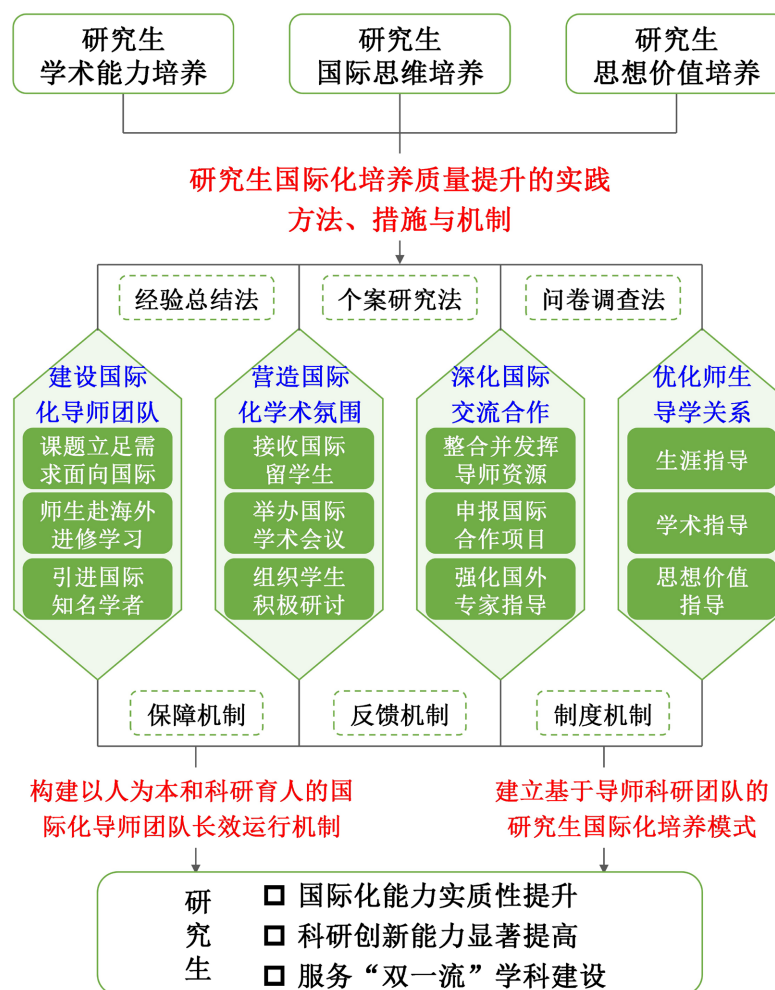 研究生
学术能力培养
研究生
国际思维培养
研究生
思想价值培养
研究生国际化培养质量提升的实践
方法、措施与机制
经验总结法
个案研究法
问卷调查法
建设国际
化导师团队
课题立足需
求面向国际
师生赴海外
进修学习
引进国际
知名学者
营造国际
化学术氛围
接收国际
留学生
举办国际
学术会议
组织学生
积极研讨
深化国际
交流合作
整合并发挥
导师资源
申报国际
合作项目
强化国外
专家指导
优化师生
导学关系
生涯指导
学术指导
思想价值
指导
保障机制
反馈机制
制度机制
构建以人为本和科研育人的国
际化导师团队长效运行机制
建立基于导师科研团队的
研究生国际化培养模式
研究生
国际化能力实质性提升
科研创新能力显著提高
服务“双一流”学科建设